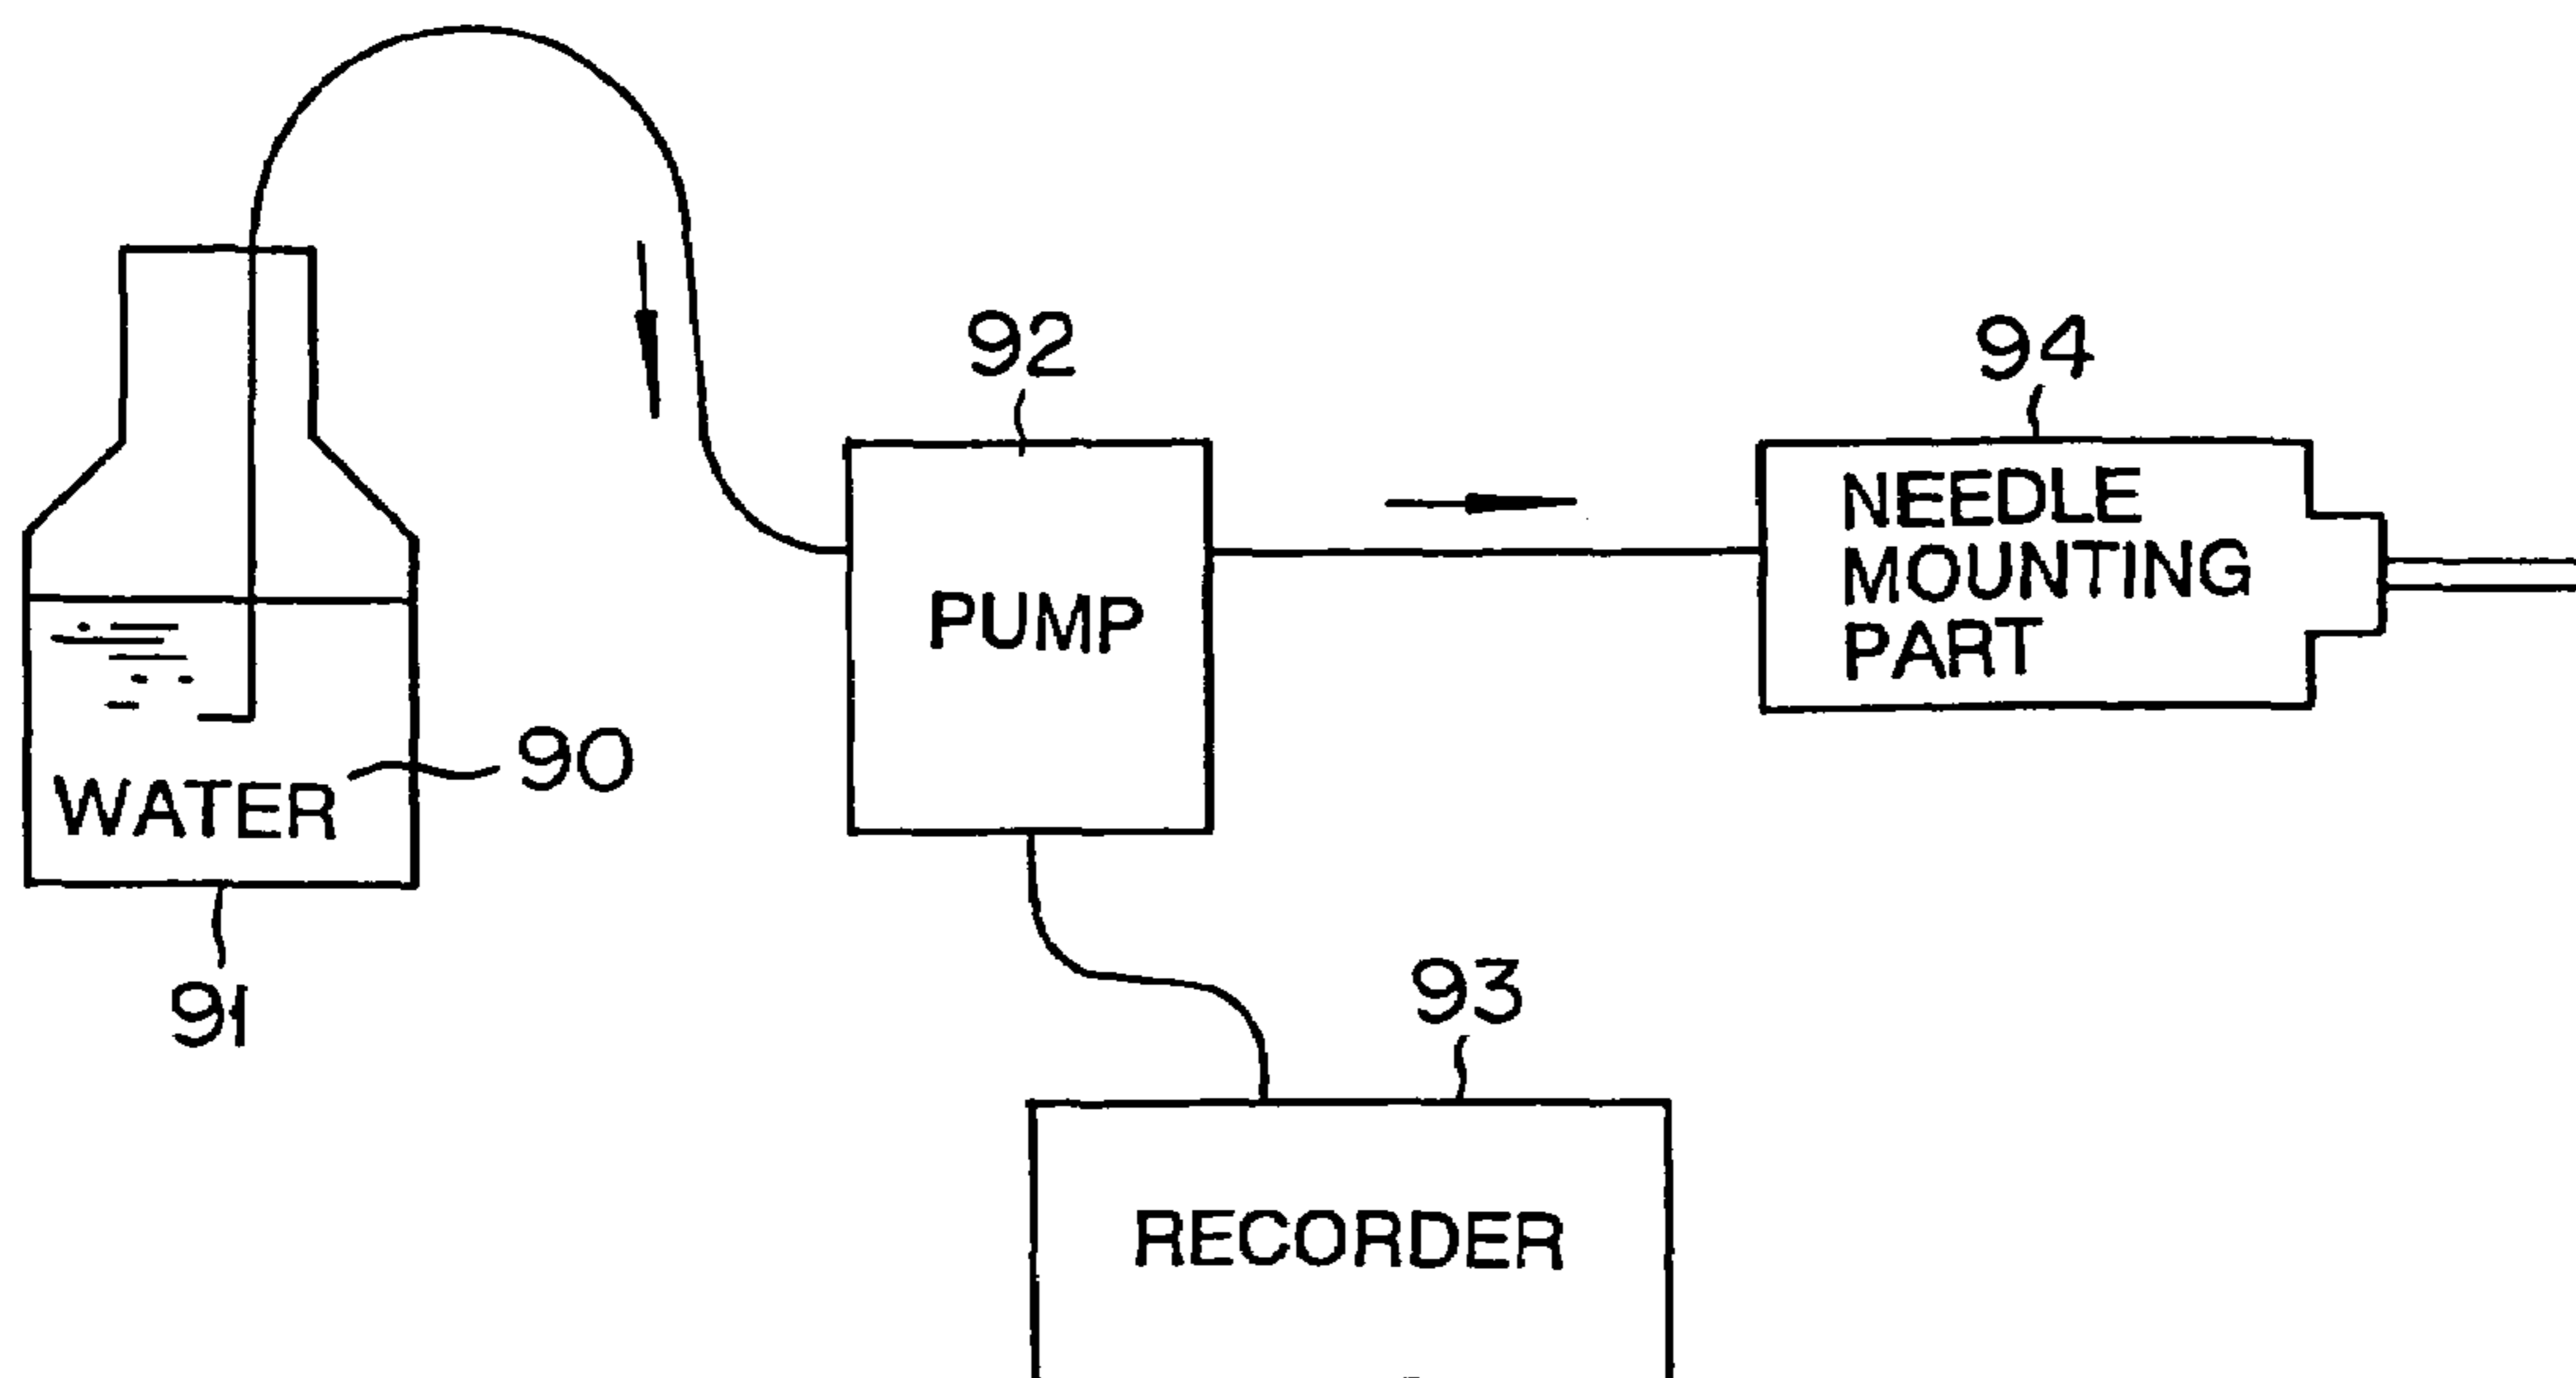 92
94
NEEDLE
MOUNTING
PART
PUMP
90
WATER
91
93
RECORDER